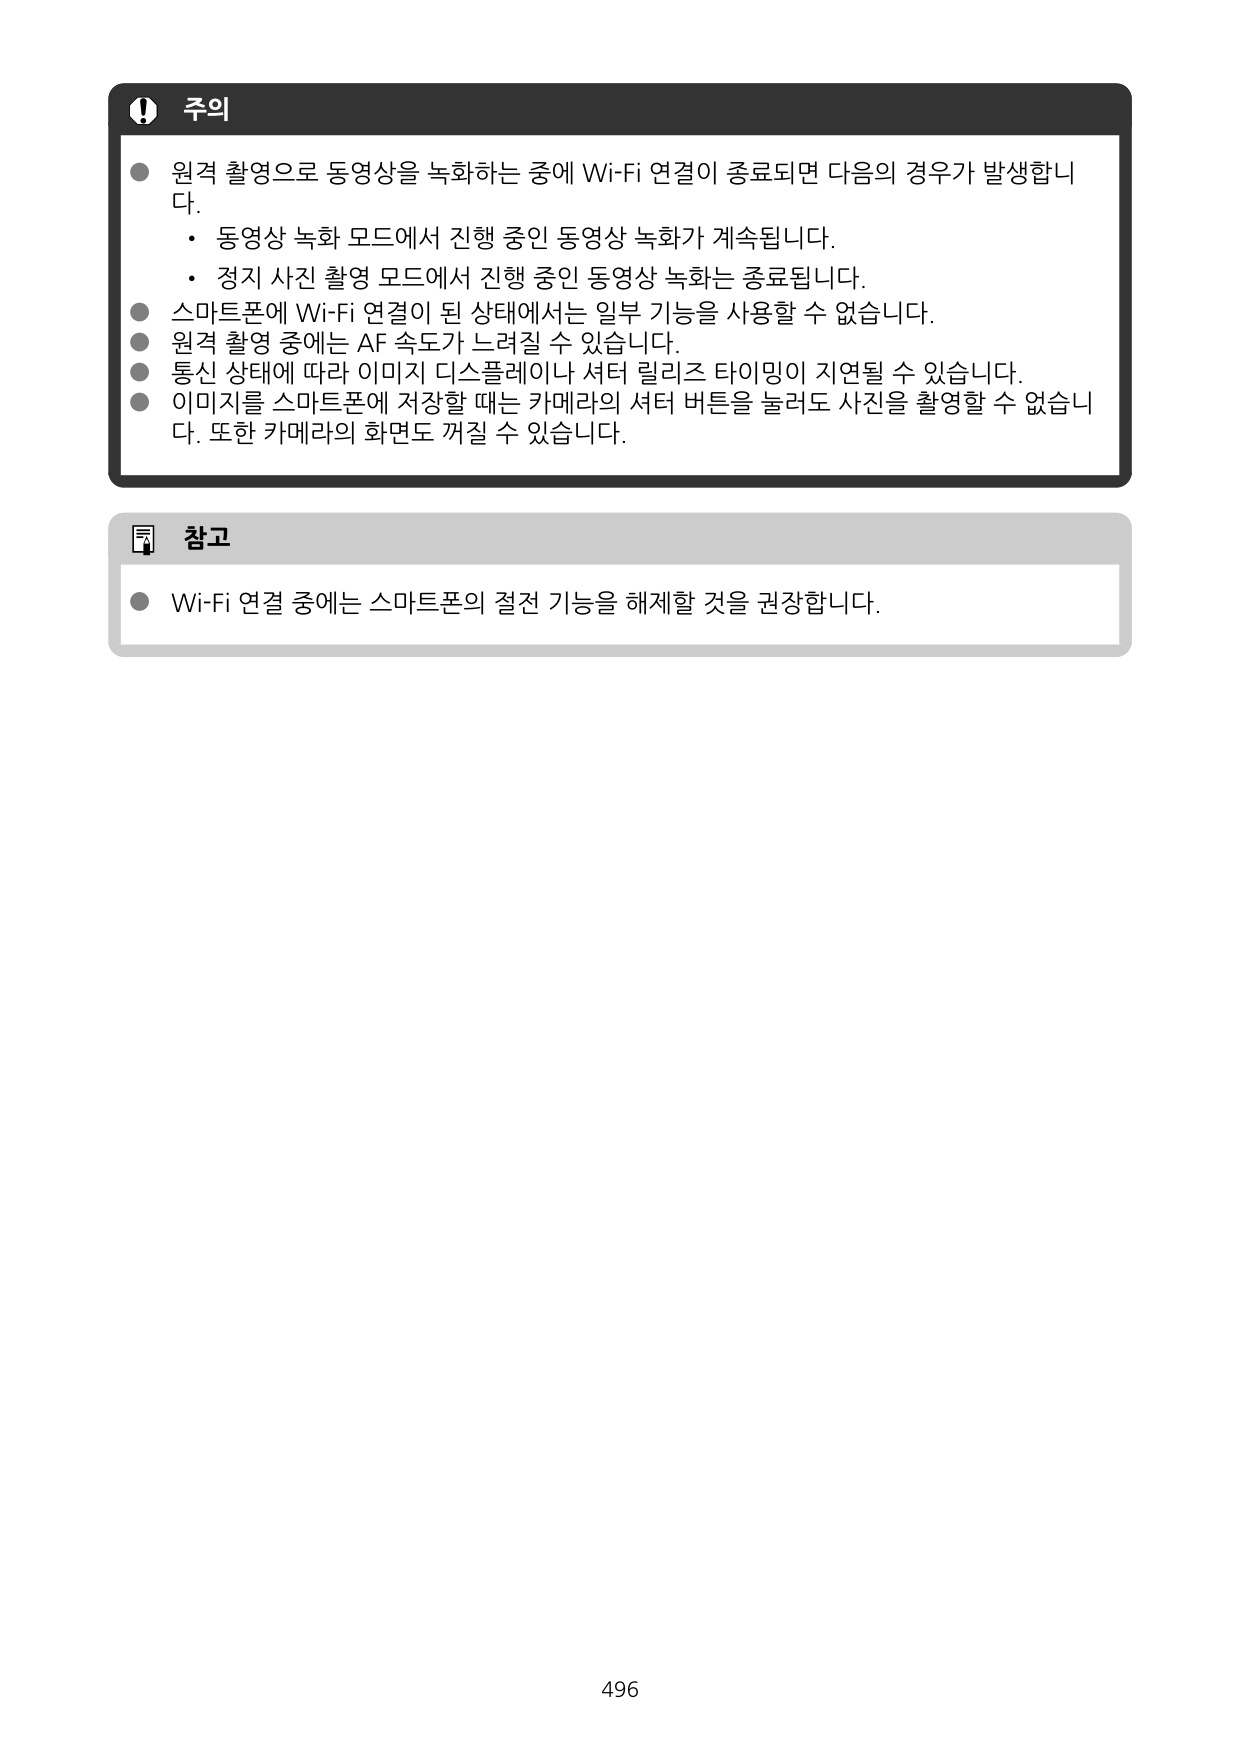 주의
● 원격 촬영으로 동영상을 녹화하는 중에 Wi-Fi 연결이 종료되면 다음의 경우가 발생합니
다.
• 동영상 녹화 모드에서 진행 중인 동영상 녹화가 계속됩니다.
• 정지 사진 촬영 모드에서 진행 중인 동영상 녹화는 종료됩니다.
● 스마트폰에 Wi-Fi 연결이 된 상태에서는 일부 기능을 사용할 수 없습니다.
● 원격 촬영 중에는 AF 속도가 느려질 수 있습니다.
● 통신 상태에 따라 이미지 디스플레이나 셔터 릴리즈 타이밍이 지연될 수 있습니다.
● 이미지를 스마트폰에 저장할 때는 카메라의 셔터 버튼을 눌러도 사진을 촬영할 수 없습니
다. 또한 카메라의 화면도 꺼질 수 있습니다.
참고
● Wi-Fi 연결 중에는 스마트폰의 절전 기능을 해제할 것을 권장합니다.
496